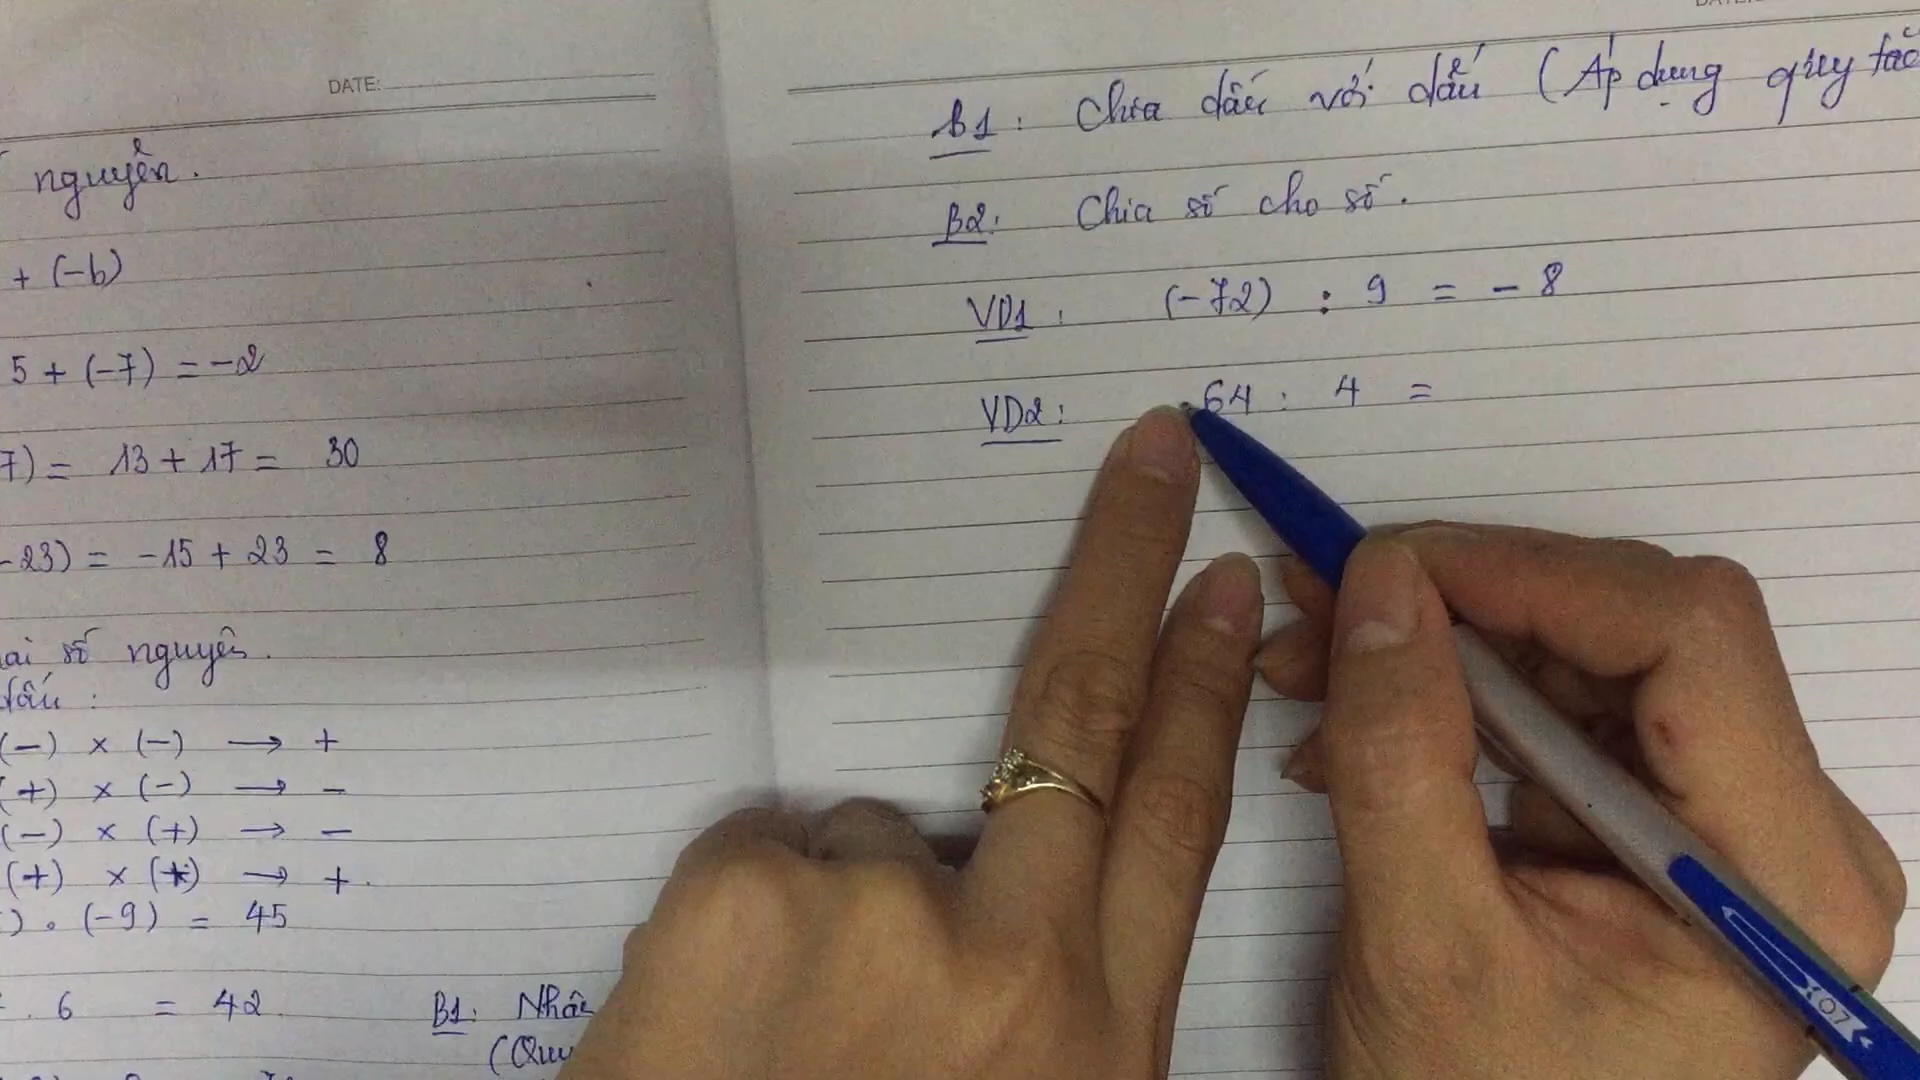 DATE:
nguyên.
+ (-b)
5 + (-7) = -2
7) = 13 + 17 = 30
-23) = -15 + 23 = 8
ai số nguyên.
dấu :
(-) × (-) → +
(+) × (-) → -
(-) × (+) → -
(+) × (+) → +.
) . (-9) = 45
. 6 = 42
B1: Nhân
(Quy
B1: Chia dấu với dấu (Áp dụng quy tắc
B2: Chia số cho số.
VD1: (-72) : 9 = - 8
VD2: 64 : 4 =
07